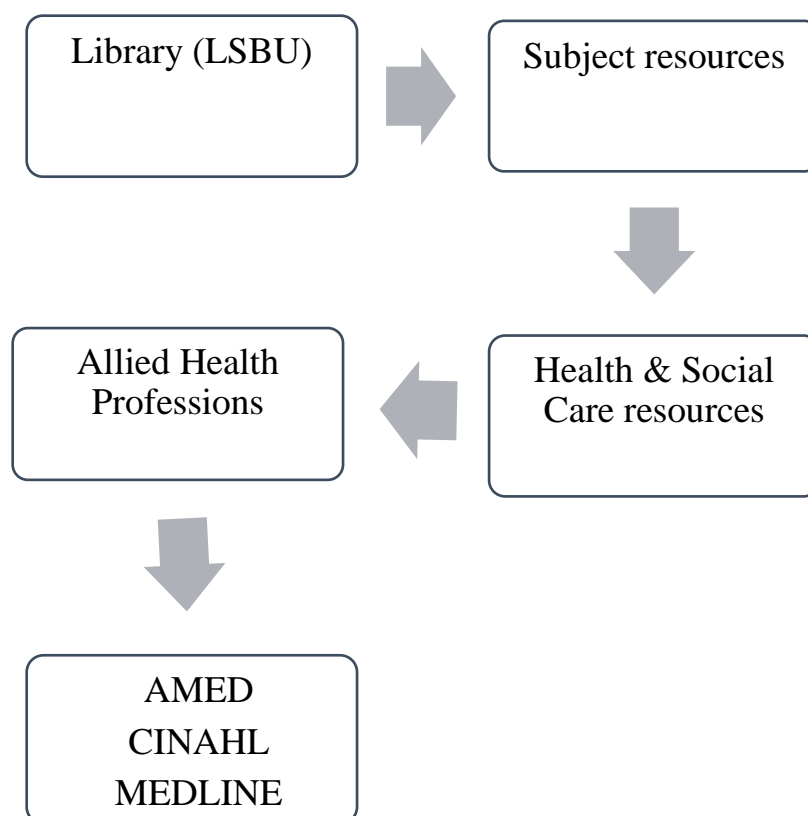 Library (LSBU)
Subject resources
Health & Social
Care resources
Allied Health
Professions
AMED
CINAHL
MEDLINE